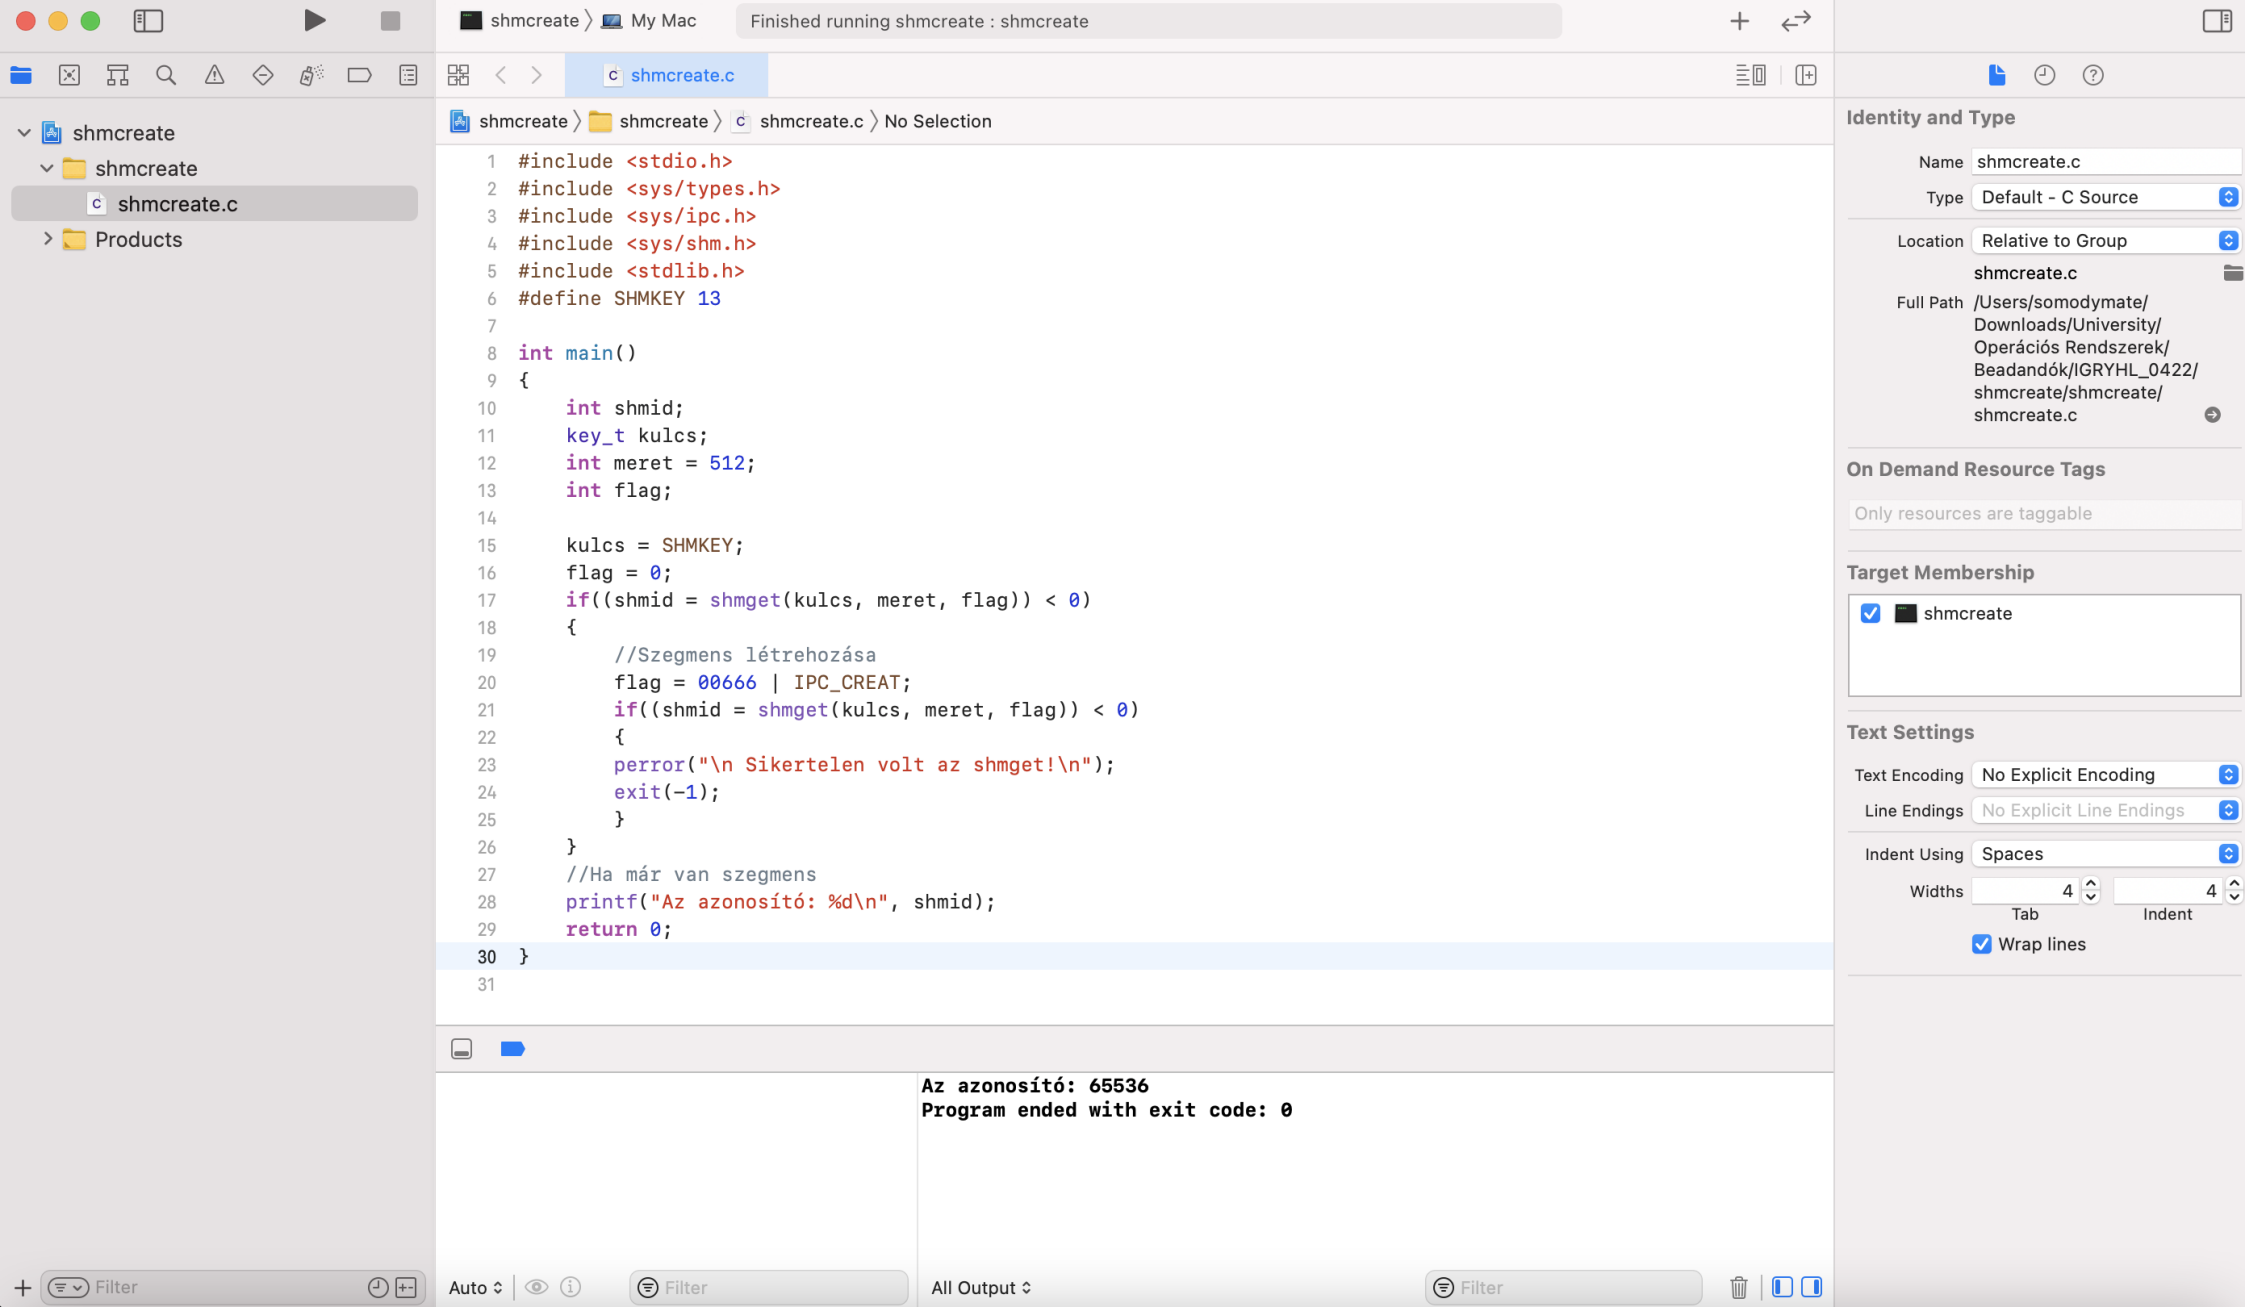 shmcreate
My Mac
Finished running shmcreate : shmcreate
shmcreate.c
shmcreate
shmcreate
shmcreate.c
Products
shmcreate
shmcreate
shmcreate.c
No Selection
1 #include <stdio.h>
2 #include <sys/types.h>
3 #include <sys/ipc.h>
4 #include <sys/shm.h>
5 #include <stdlib.h>
6 #define SHMKEY 13
7
8 int main()
9 {
10 int shmid;
11 key_t kulcs;
12 int meret = 512;
13 int flag;
14
15 kulcs = SHMKEY;
16 flag = 0;
17 if((shmid = shmget(kulcs, meret, flag)) < 0)
18 {
19 //Szegmens létrehozása
20 flag = 00666 | IPC_CREAT;
21 if((shmid = shmget(kulcs, meret, flag)) < 0)
22 {
23 perror("\n Sikertelen volt az shmget!\n");
24 exit(-1);
25 }
26 }
27 //Ha már van szegmens
28 printf("Az azonosító: %d\n", shmid);
29 return 0;
30 }
31
Az azonosító: 65536
Program ended with exit code: 0
Filter
Auto
Filter
All Output
Filter
Identity and Type
Name shmcreate.c
Type Default - C Source
Location Relative to Group
shmcreate.c
Full Path /Users/somodymate/
Downloads/University/
Operációs Rendszerek/
Beadandók/IGRYHL_0422/
shmcreate/shmcreate/
shmcreate.c
On Demand Resource Tags
Only resources are taggable
Target Membership
shmcreate
Text Settings
Text Encoding No Explicit Encoding
Line Endings No Explicit Line Endings
Indent Using Spaces
Widths 4 4
Tab Indent
Wrap lines